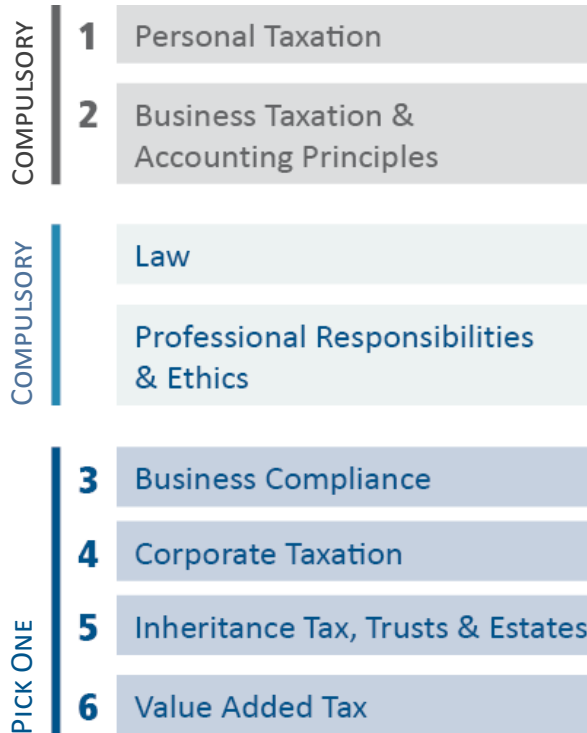 COMPULSORY
1 Personal Taxation
2 Business Taxation &
Accounting Principles
COMPULSORY
Law
Professional Responsibilities
& Ethics
PICK ONE
3 Business Compliance
4 Corporate Taxation
5 Inheritance Tax, Trusts & Estates
6 Value Added Tax